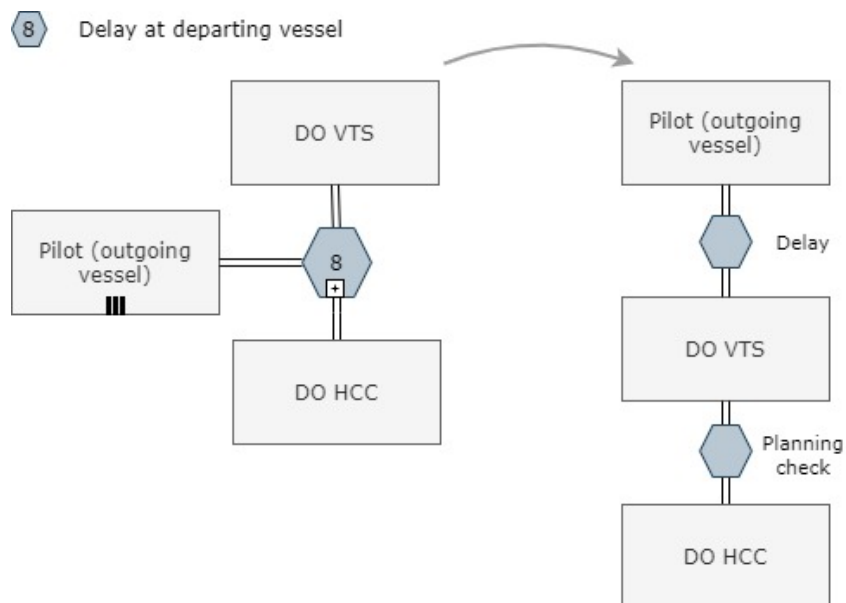 8 Delay at departing vessel
DO VTS
Pilot (outgoing
vessel)
8
+
DO HCC
Pilot (outgoing
vessel)
Delay
DO VTS
Planning
check
DO HCC